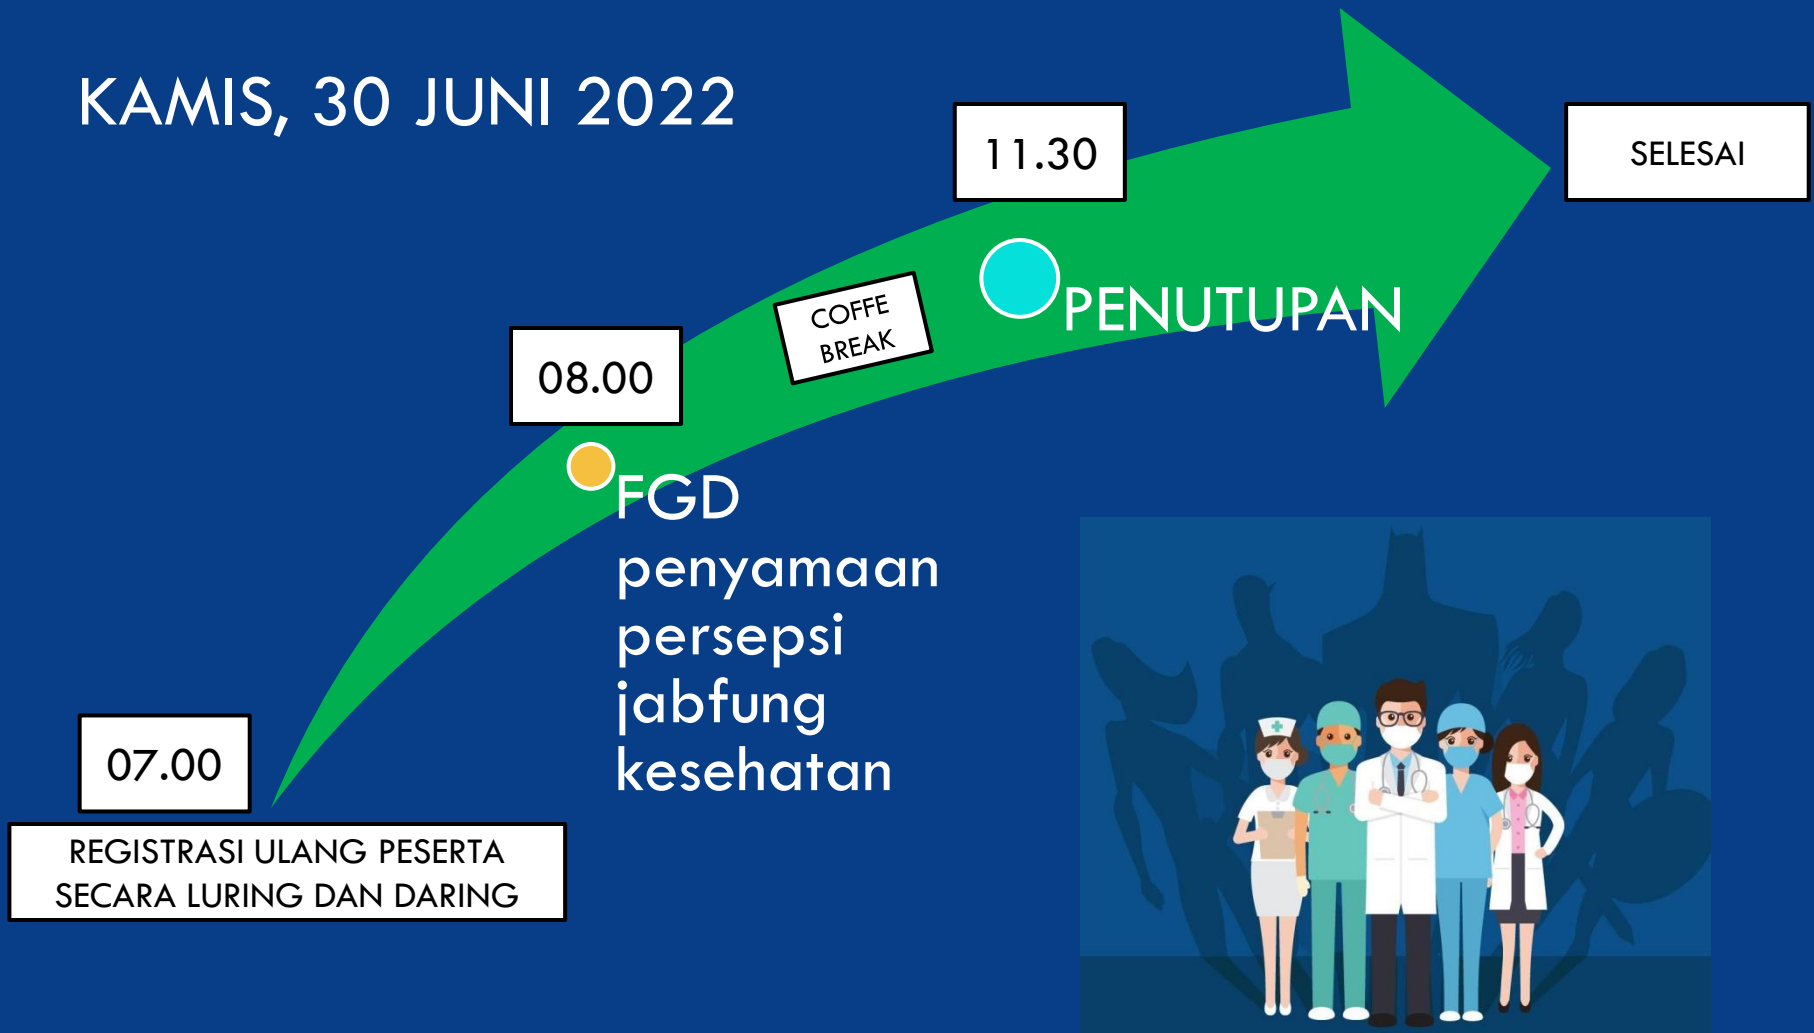 KAMIS, 30 JUNI 2022
07.00
REGISTRASI ULANG PESERTA
SECARA LURING DAN DARING
08.00
FGD
penyamaan
persepsi
jabfung
kesehatan
COFFE
BREAK
11.30
PENUTUPAN
SELESAI